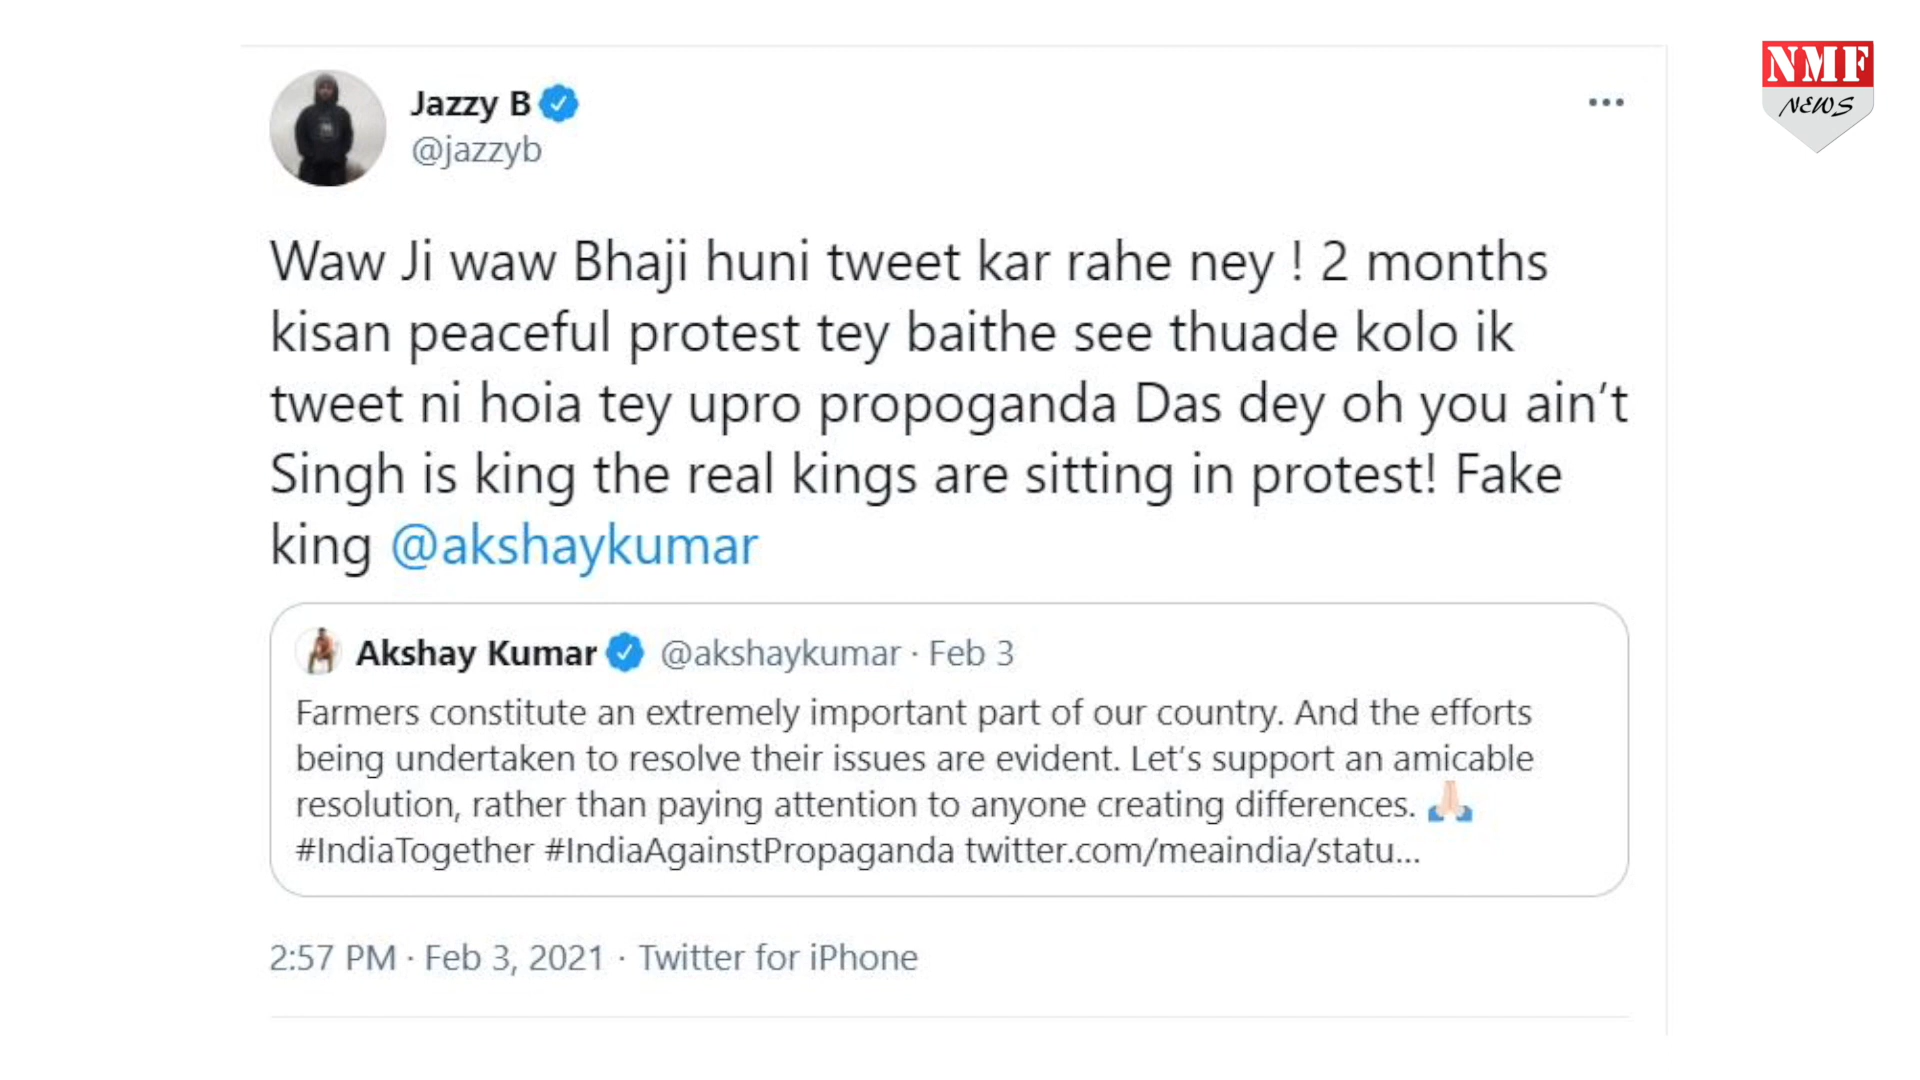 Jazzy B
@jazzyb
NMF
NEWS
Waw Ji waw Bhaji huni tweet kar rahe ney ! 2 months
kisan peaceful protest tey baithe see thuade kolo ik
tweet ni hoia tey upro propoganda Das dey oh you ain’t
Singh is king the real kings are sitting in protest! Fake
king @akshaykumar
Akshay Kumar @akshaykumar · Feb 3
Farmers constitute an extremely important part of our country. And the efforts
being undertaken to resolve their issues are evident. Let’s support an amicable
resolution, rather than paying attention to anyone creating differences. 🙏🏻
#IndiaTogether #IndiaAgainstPropaganda twitter.com/meaindia/statu...
2:57 PM · Feb 3, 2021 · Twitter for iPhone